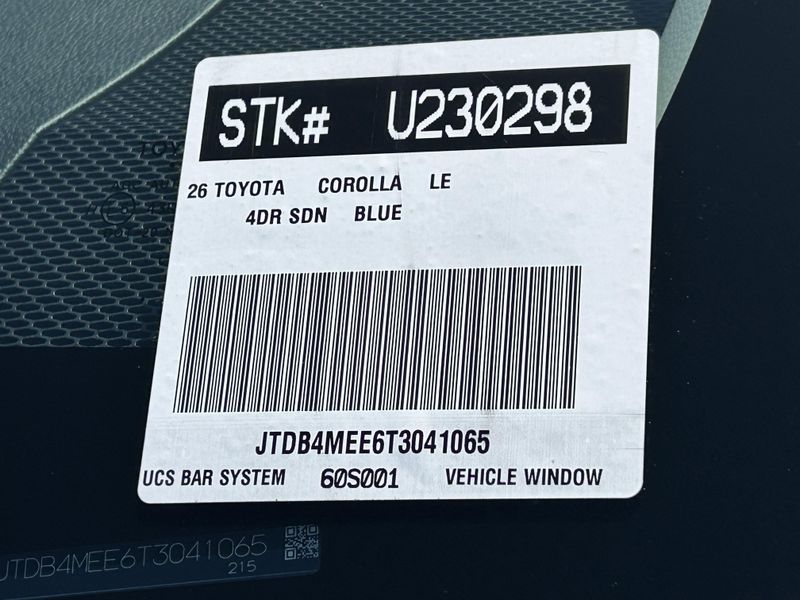 STK# U230298
26 TOYOTA COROLLA LE
4DR SDN BLUE
JTDB4MEE6T3041065
UCS BAR SYSTEM 60S001 VEHICLE WINDOW
JTDB4MEE6T3041065
215